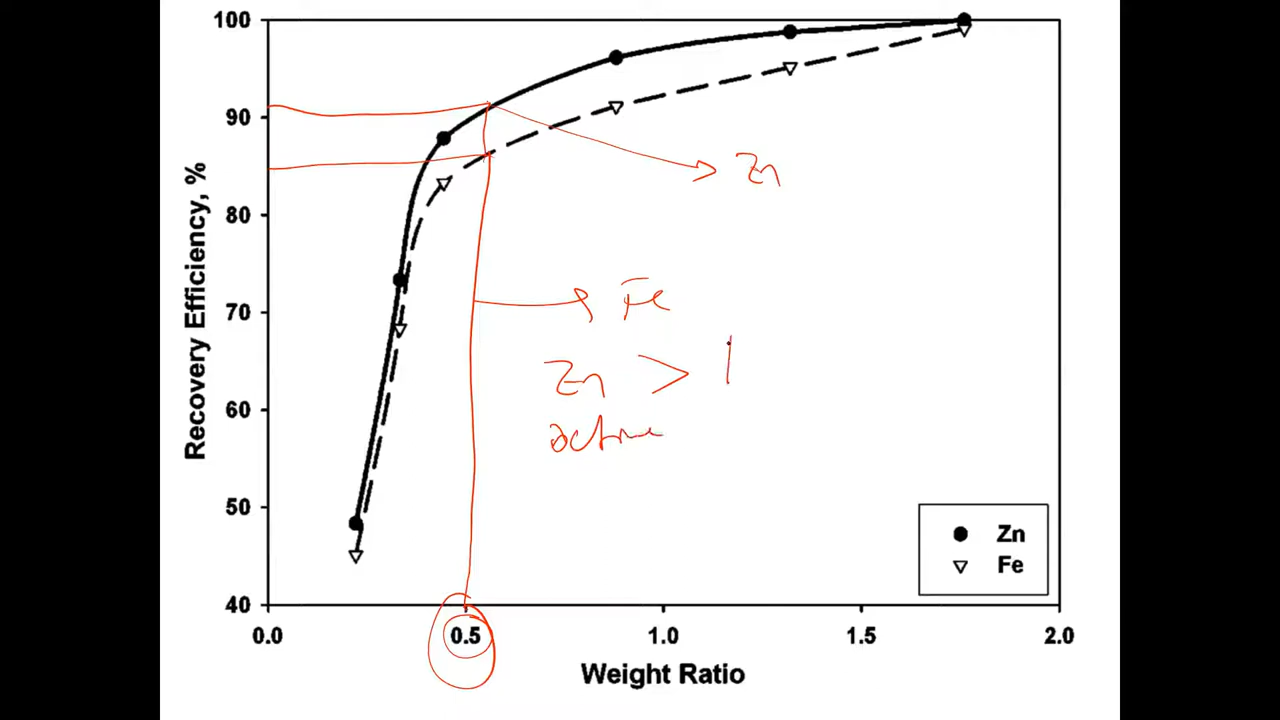 100
90
80
70
60
50
40
Recovery Efficiency, %
0.0 0.5 1.0 1.5 2.0
Weight Ratio
Zn
Fe
Zn >
active
Zn
Fe